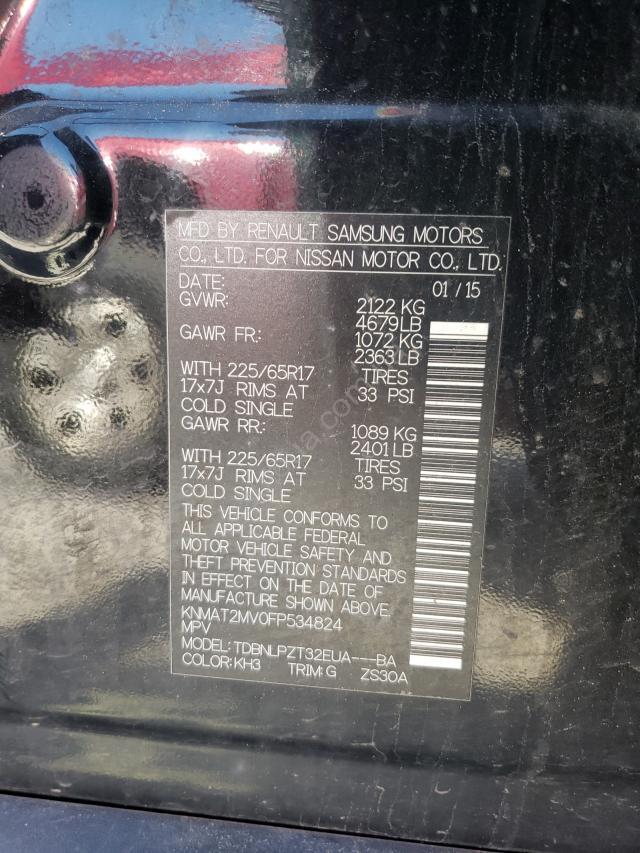 MFD BY RENAULT SAMSUNG MOTORS
CO., LTD. FOR NISSAN MOTOR CO., LTD.
DATE: 01 / 15
GVWR: 2122 KG
4679 LB
GAWR FR.: 1072 KG
2363 LB
WITH 225/65R17 TIRES
17x7J RIMS AT 33 PSI
COLD SINGLE
GAWR RR.: 1089 KG
2401 LB
WITH 225/65R17 TIRES
17x7J RIMS AT 33 PSI
COLD SINGLE
THIS VEHICLE CONFORMS TO
ALL APPLICABLE FEDERAL
MOTOR VEHICLE SAFETY AND
THEFT PREVENTION STANDARDS
IN EFFECT ON THE DATE OF
MANUFACTURE SHOWN ABOVE.
KNMAT2MV0FP534824
MPV
MODEL: TDBNLPZT32EUA---BA
COLOR: KH3 TRIM: G ZS30A